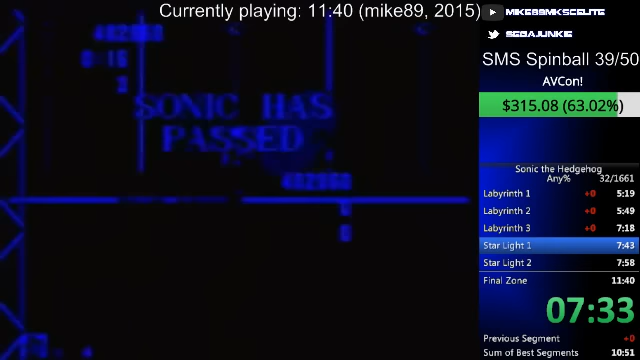 Currently playing: 11:40 (mike89, 2015)
MIKE89MKSCELITE
SEGAJUNKIE
SMS Spinball 39/50
AVCon!
$315.08 (63.02%)
SONIC HAS
PASSED
Sonic the Hedgehog
Any% 32/1661
Labyrinth 1 +0 5:19
Labyrinth 2 +0 5:49
Labyrinth 3 +0 7:18
Star Light 1 7:43
Star Light 2 7:58
Final Zone 11:40
07:33
Previous Segment +0
Sum of Best Segments 10:51